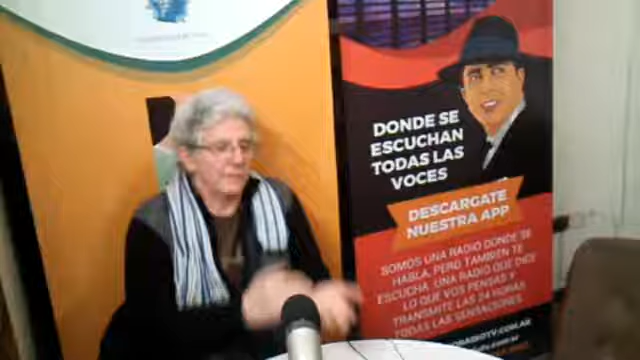 DONDE SE
ESCUCHAN
TODAS LAS
VOCES
DESCARGATE
NUESTRA APP
SOMOS UNA RADIO DONDE SE
HABLA, PERO TAMBIEN TE
ESCUCHA. UNA RADIO QUE DICE
LO QUE VOS PENSAS Y
TRANSMITE LAS 24 HORAS
TODAS LAS SENSACIONES.